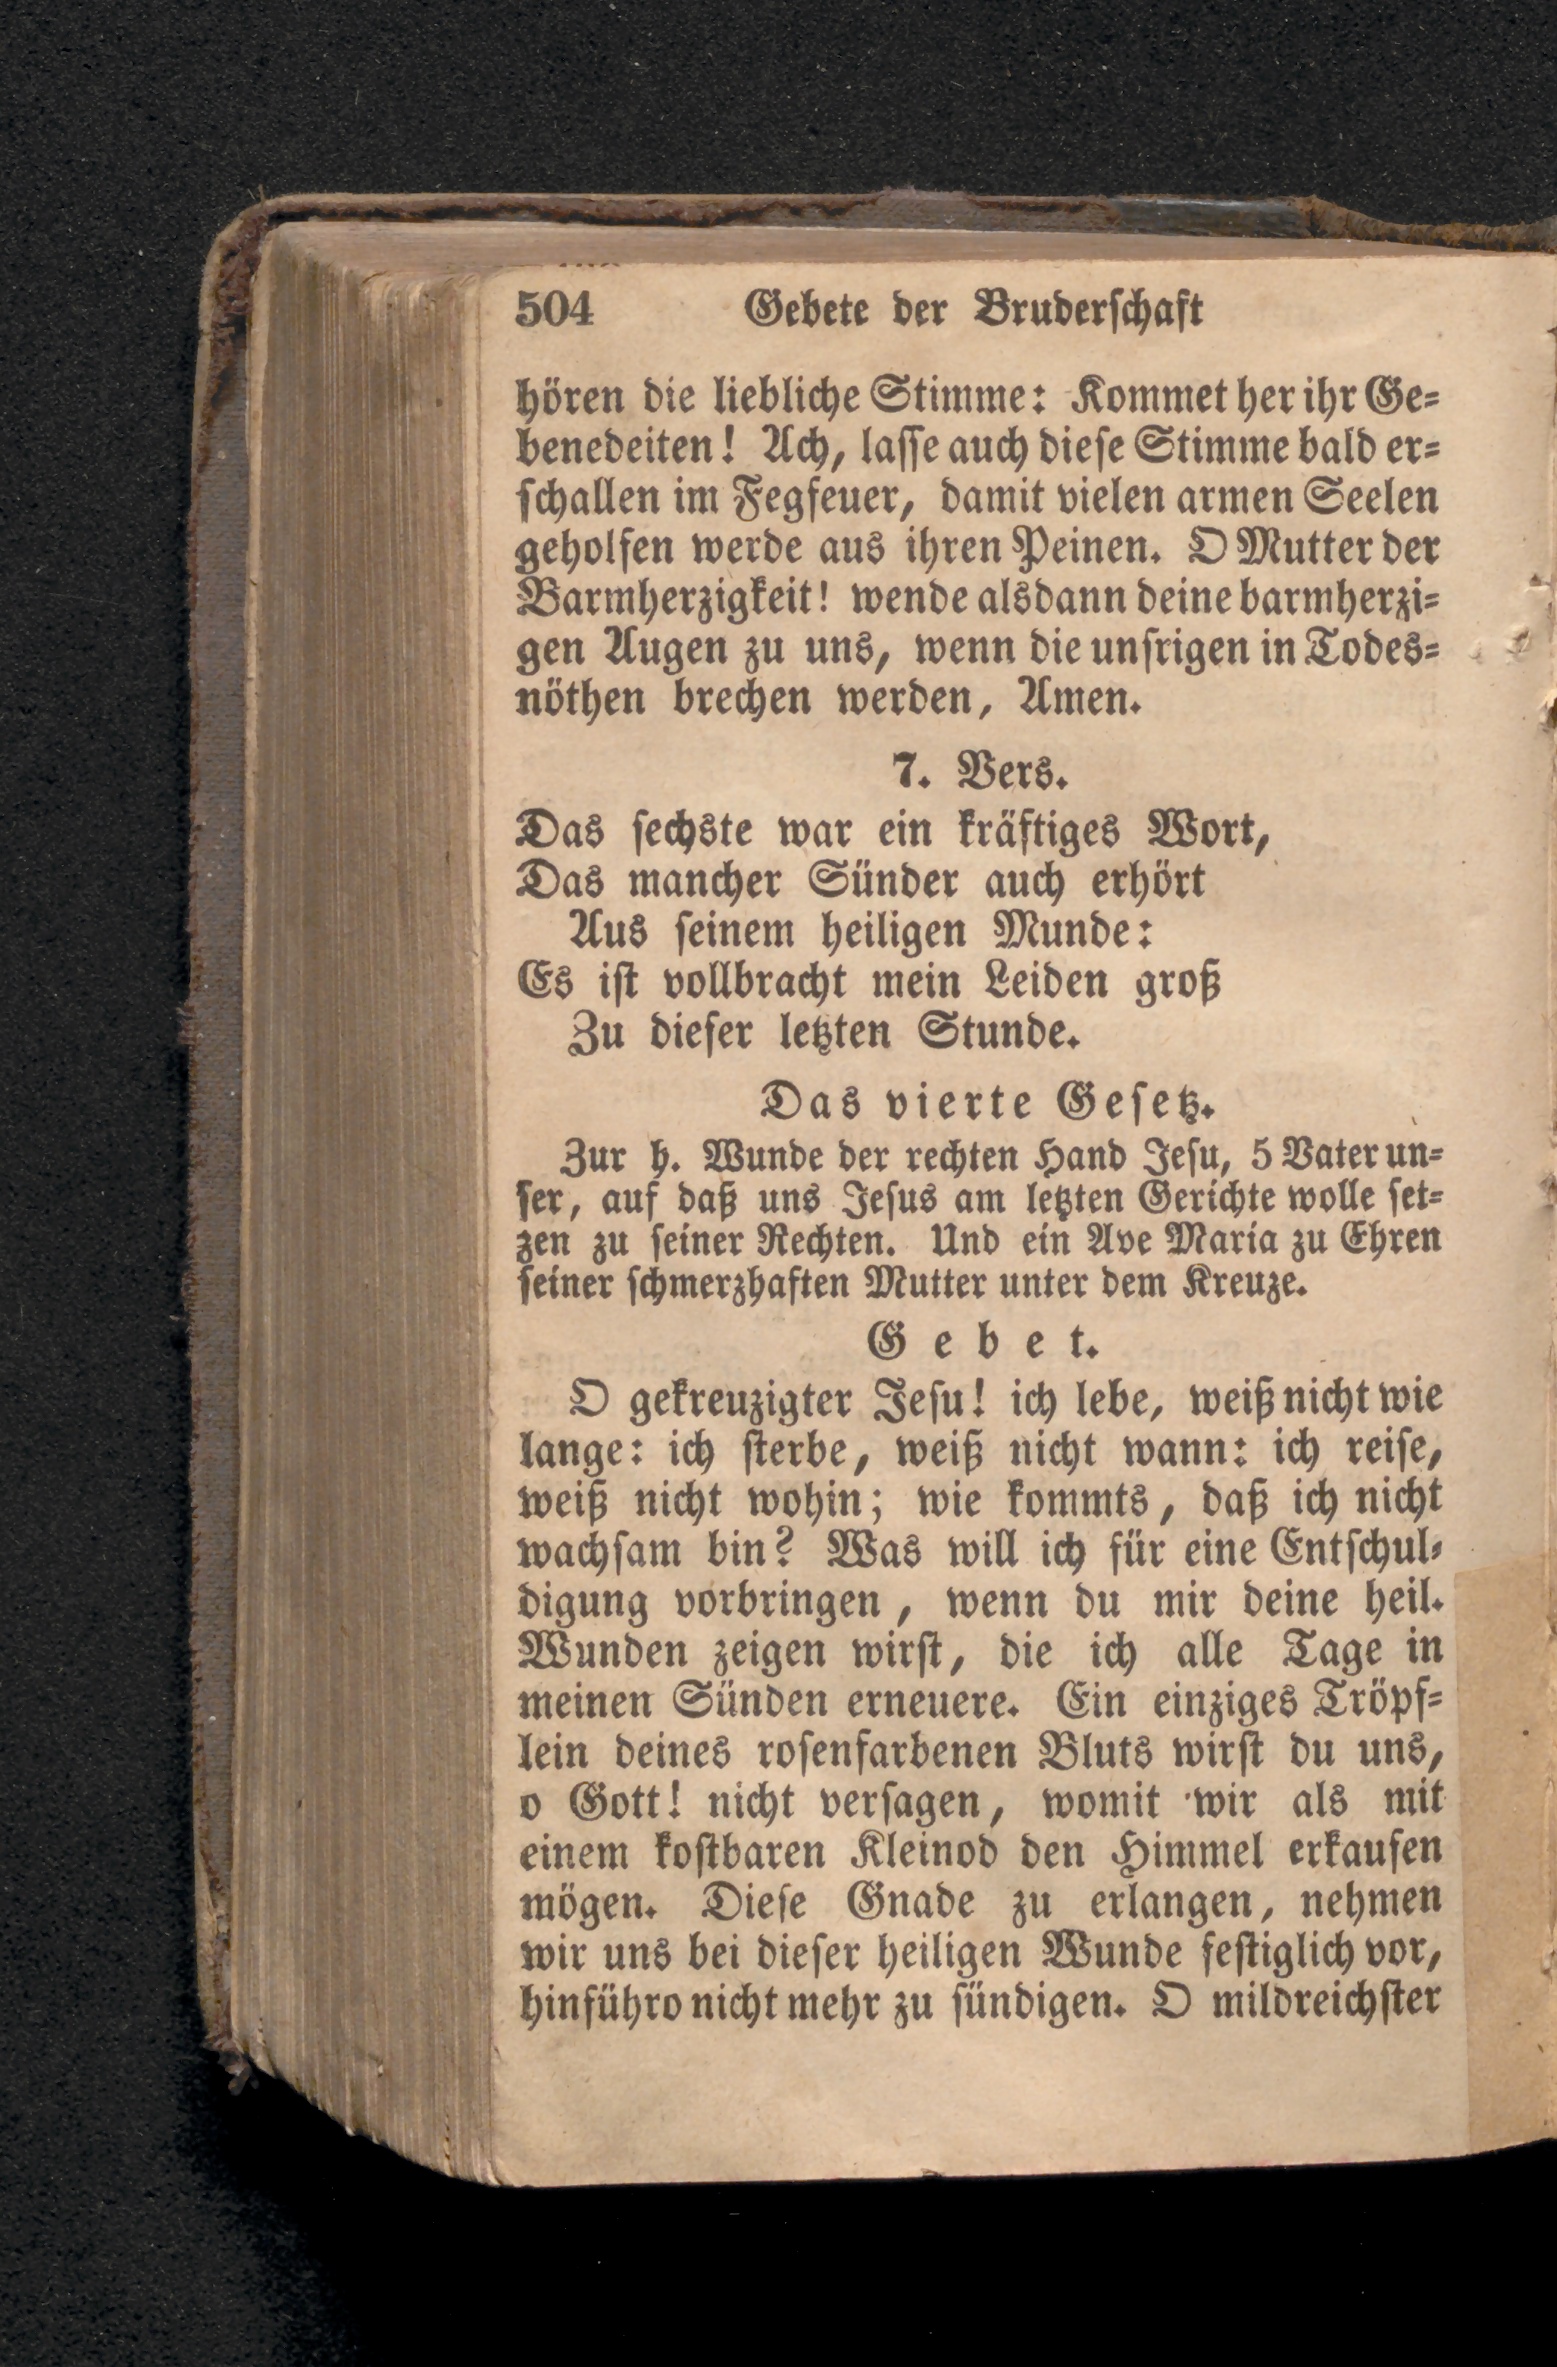 504 Gebete der Bruderschaft
hören die liebliche Stimme: Kommet her ihr Ge=
benedeiten! Ach, lasse auch diese Stimme bald er=
schallen im Fegfeuer, damit vielen armen Seelen
geholfen werde aus ihren Peinen. O Mutter der
Barmherzigkeit! wende alsdann deine barmherzi=
gen Augen zu uns, wenn die unsrigen in Todes=
nöthen brechen werden, Amen.
7. Vers.
Das sechste war ein kräftiges Wort,
Das mancher Sünder auch erhört
Aus seinem heiligen Munde:
Es ist vollbracht mein Leiden groß
Zu dieser letzten Stunde.
Das vierte Gesetz.
Zur h. Wunde der rechten Hand Jesu, 5 Vater un=
ser, auf daß uns Jesus am letzten Gerichte wolle set=
zen zu seiner Rechten. Und ein Ave Maria zu Ehren
seiner schmerzhaften Mutter unter dem Kreuze.
Gebet.
O gekreuzigter Jesu! ich lebe, weiß nicht wie
lange: ich sterbe, weiß nicht wann: ich reise,
weiß nicht wohin; wie kommts, daß ich nicht
wachsam bin? Was will ich für eine Entschul=
digung vorbringen, wenn du mir deine heil.
Wunden zeigen wirst, die ich alle Tage in
meinen Sünden erneuere. Ein einziges Tröpf=
lein deines rosenfarbenen Bluts wirst du uns,
o Gott! nicht versagen, womit wir als mit
einem kostbaren Kleinod den Himmel erkaufen
mögen. Diese Gnade zu erlangen, nehmen
wir uns bei dieser heiligen Wunde festiglich vor,
hinführo nicht mehr zu sündigen. O mildreichster